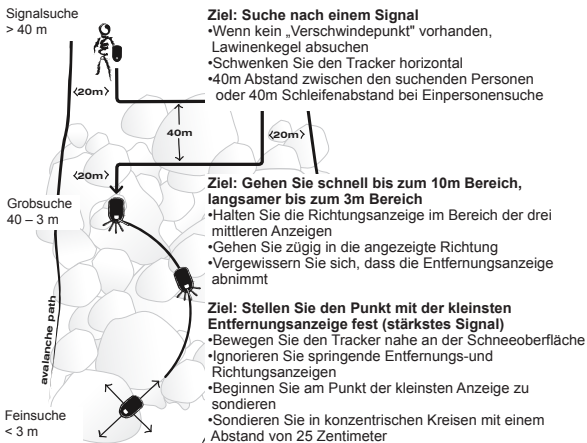 Signalsuche
> 40 m
Ziel: Suche nach einem Signal
•Wenn kein „Verschwindepunkt" vorhanden,
Lawinenkegel absuchen
•Schwenken Sie den Tracker horizontal
•40m Abstand zwischen den suchenden Personen
oder 40m Schleifenabstand bei Einpersonensuche
20m
40m
20m
20m
Grobsuche
40 – 3 m
Ziel: Gehen Sie schnell bis zum 10m Bereich,
langsamer bis zum 3m Bereich
•Halten Sie die Richtungsanzeige im Bereich der drei
mittleren Anzeigen
•Gehen Sie zügig in die angezeigte Richtung
•Vergewissern Sie sich, dass die Entfernungsanzeige
abnimmt
avalanche path
Ziel: Stellen Sie den Punkt mit der kleinsten
Entfernungsanzeige fest (stärkstes Signal)
•Bewegen Sie den Tracker nahe an der Schneeoberfläche
•Ignorieren Sie springende Entfernungs-und
Richtungsanzeigen
•Beginnen Sie am Punkt der kleinsten Anzeige zu
sondieren
•Sondieren Sie in konzentrischen Kreisen mit einem
Abstand von 25 Zentimeter
Feinsuche
< 3 m